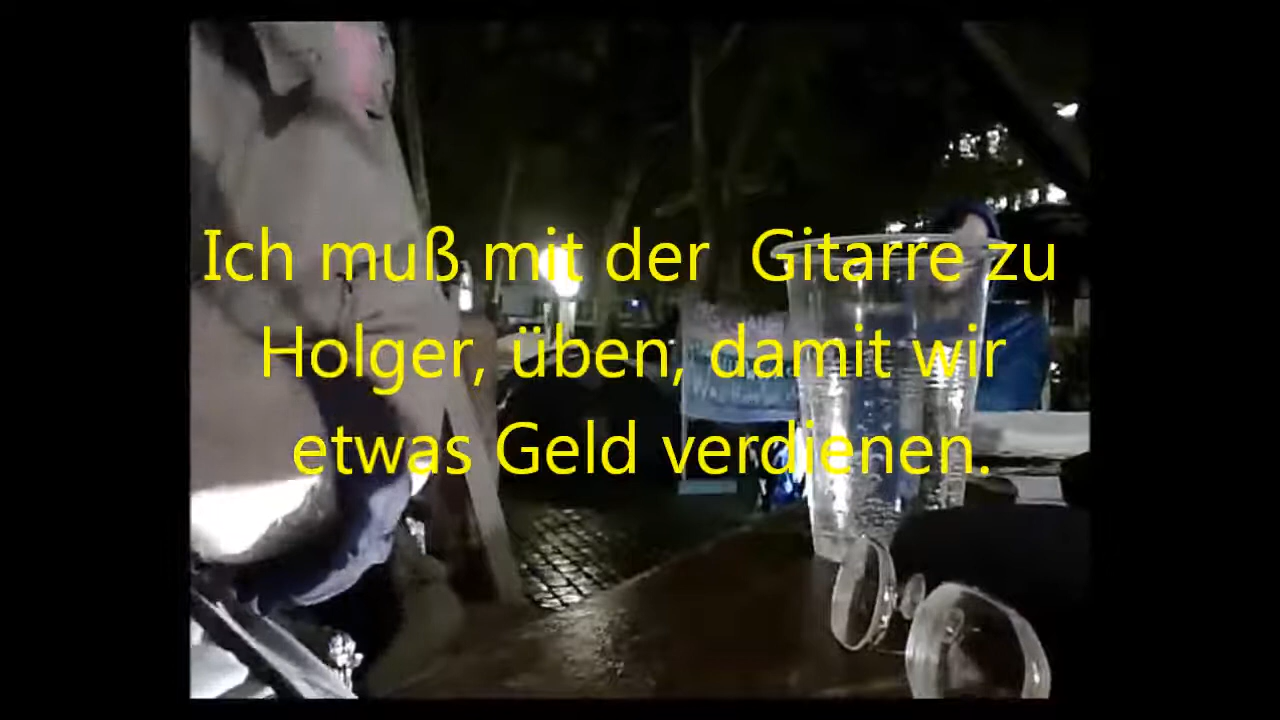 Ich muß mit der  Gitarre zu
Holger, üben, damit wir
etwas Geld verdienen.